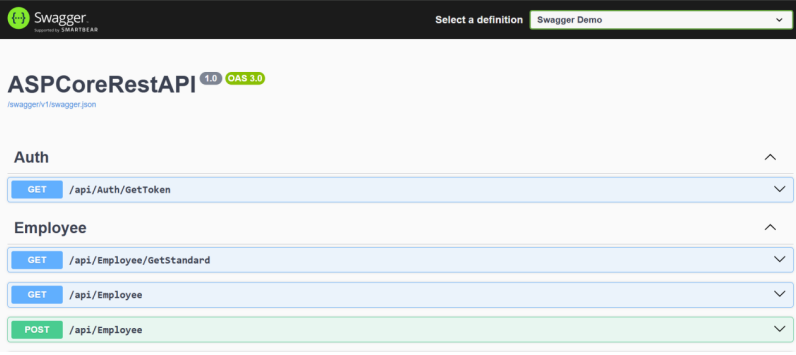 Swagger.
Supported by SMARTBEAR
Select a definition
Swagger Demo
ASPCoreRestAPI 1.0 OAS 3.0
/swagger/v1/swagger.json
Auth
GET /api/Auth/GetToken
Employee
GET /api/Employee/GetStandard
GET /api/Employee
POST /api/Employee